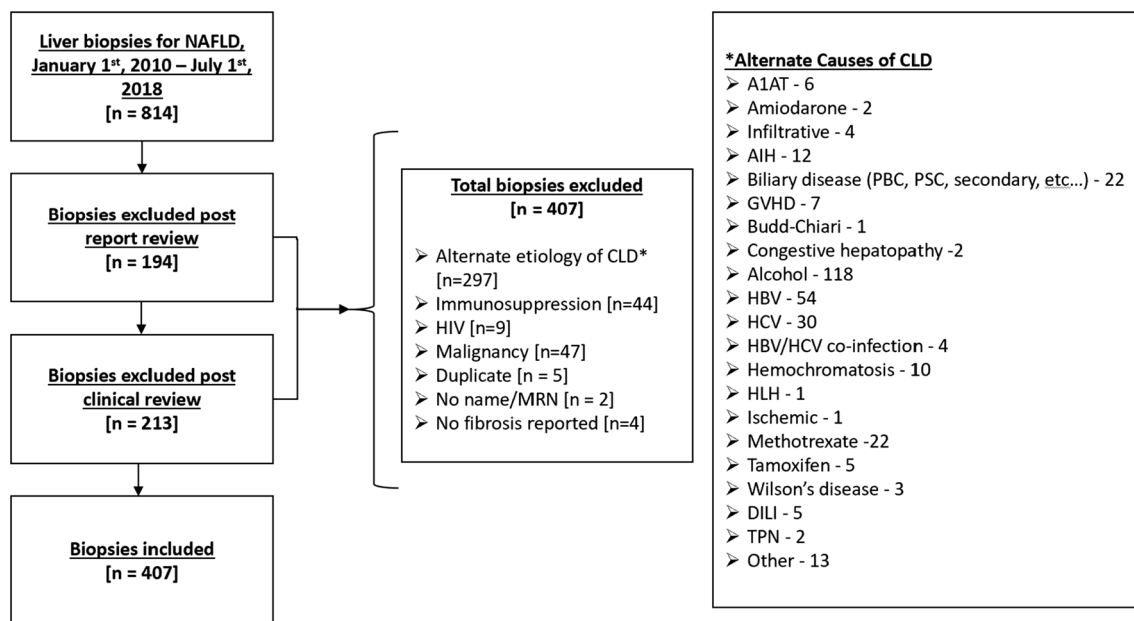 Liver biopsies for NAFLD,
January 1st, 2010 – July 1st,
2018
[n = 814]
Biopsies excluded post
report review
[n = 194]
Biopsies excluded post
clinical review
[n = 213]
Biopsies included
[n = 407]
Total biopsies excluded
[n = 407]
➢ Alternate etiology of CLD*
[n=297]
➢ Immunosuppression [n=44]
➢ HIV [n=9]
➢ Malignancy [n=47]
➢ Duplicate [n = 5]
➢ No name/MRN [n = 2]
➢ No fibrosis reported [n=4]
*Alternate Causes of CLD
➢ A1AT - 6
➢ Amiodarone - 2
➢ Infiltrative - 4
➢ AIH - 12
➢ Biliary disease (PBC, PSC, secondary, etc...) - 22
➢ GVHD - 7
➢ Budd-Chiari - 1
➢ Congestive hepatopathy -2
➢ Alcohol - 118
➢ HBV - 54
➢ HCV - 30
➢ HBV/HCV co-infection - 4
➢ Hemochromatosis - 10
➢ HLH - 1
➢ Ischemic - 1
➢ Methotrexate -22
➢ Tamoxifen - 5
➢ Wilson's disease - 3
➢ DILI - 5
➢ TPN - 2
➢ Other - 13